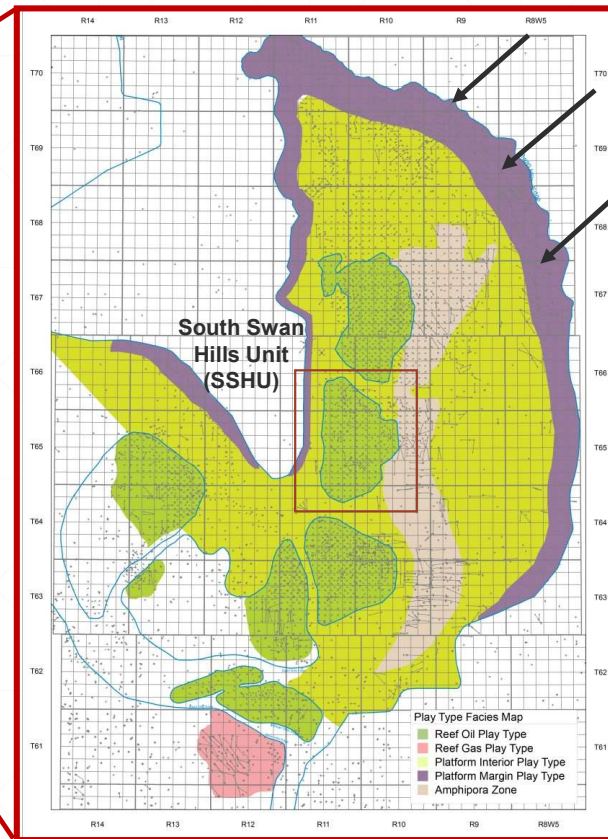 R14 R13 R12 R11 R10 R9 R8W5
T70 T70
T69 T69
T68 T68
T67 T67
South Swan
Hills Unit
(SSHU)
T66 T66
T65 T65
T64 T64
T63 T63
T62 T62
T61 T61
Play Type Facies Map
Reef Oil Play Type
Reef Gas Play Type
Platform Interior Play Type
Platform Margin Play Type
Amphipora Zone
R14 R13 R12 R11 R10 R9 R8W5